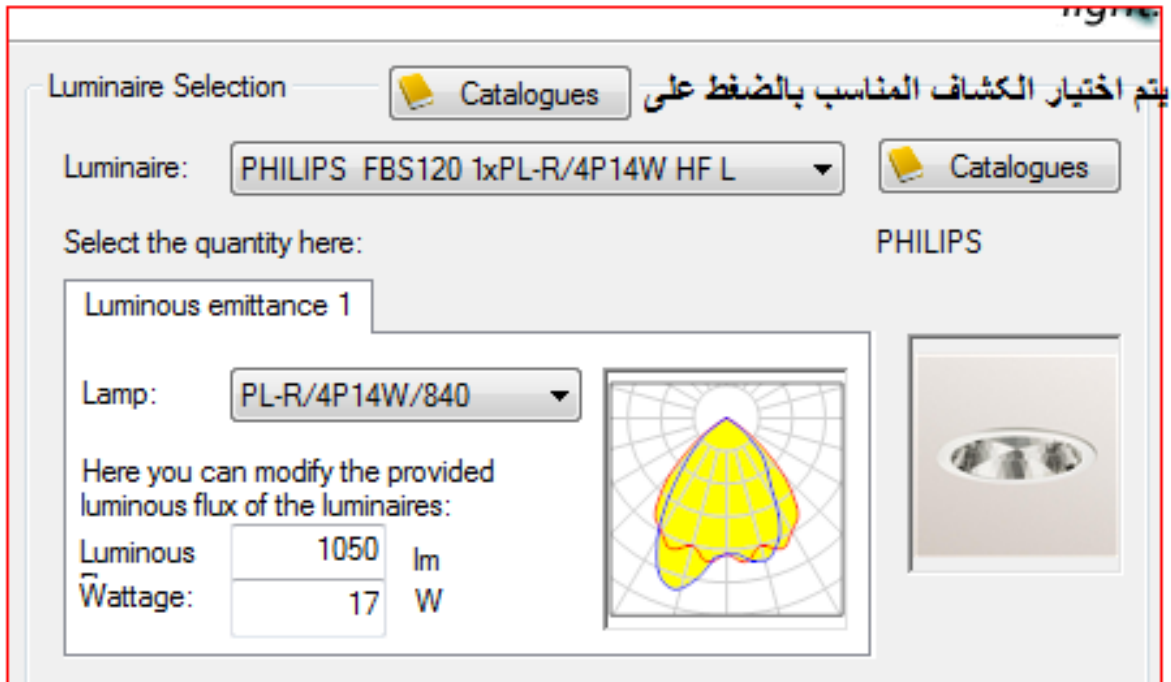 light.
Luminaire Selection
Catalogues
يتم اختيار الكشاف المناسب بالضغط على
Luminaire:
PHILIPS FBS120 1xPL-R/4P14W HF L
Catalogues
Select the quantity here:
PHILIPS
Luminous emittance 1
Lamp:
PL-R/4P14W/840
Here you can modify the provided
luminous flux of the luminaires:
Luminous
1050 lm
Wattage:
17 W